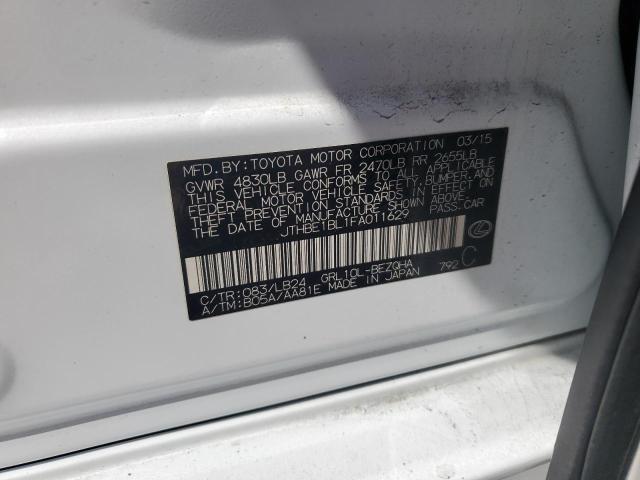 MFD. BY: TOYOTA MOTOR CORPORATION 03/15
GVWR 4830LB GAWR FR 2470LB RR 2655LB
THIS VEHICLE CONFORMS TO ALL APPLICABLE
FEDERAL MOTOR VEHICLE SAFETY, BUMPER, AND
THEFT PREVENTION STANDARDS IN EFFECT ON
THE DATE OF MANUFACTURE SHOWN ABOVE.
JTHBE1BL1FA011629 PASS.CAR
C/TR: 083/LB24 GRL10L-BEZQHA 792 C
A/TM: B05A/AA81E MADE IN JAPAN